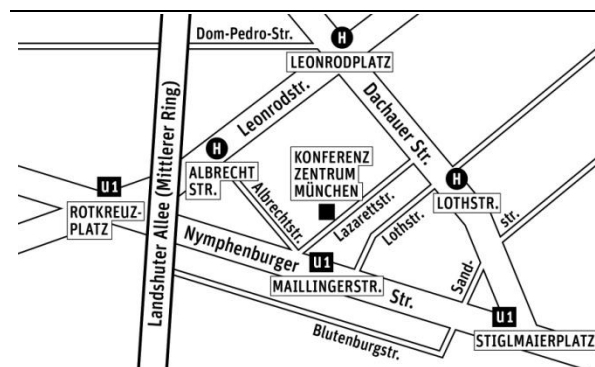 Dom-Pedro-Str.
H
LEONRODPLATZ
Landshuter Allee (Mittlerer Ring)
Leonrodstr.
Dachauer Str.
H
ALBRECHT
STR.
KONFERENZ
ZENTRUM
MÜNCHEN
H
LOTHSTR.
U1
ROTKREUZ-
PLATZ
Albrechtstr.
Lazarettstr.
Lothstr.
Sand-
str.
Nymphenburger
Str.
U1
MAILLINGERSTR.
U1
STIGLMAIERPLATZ
Blutenburgstr.